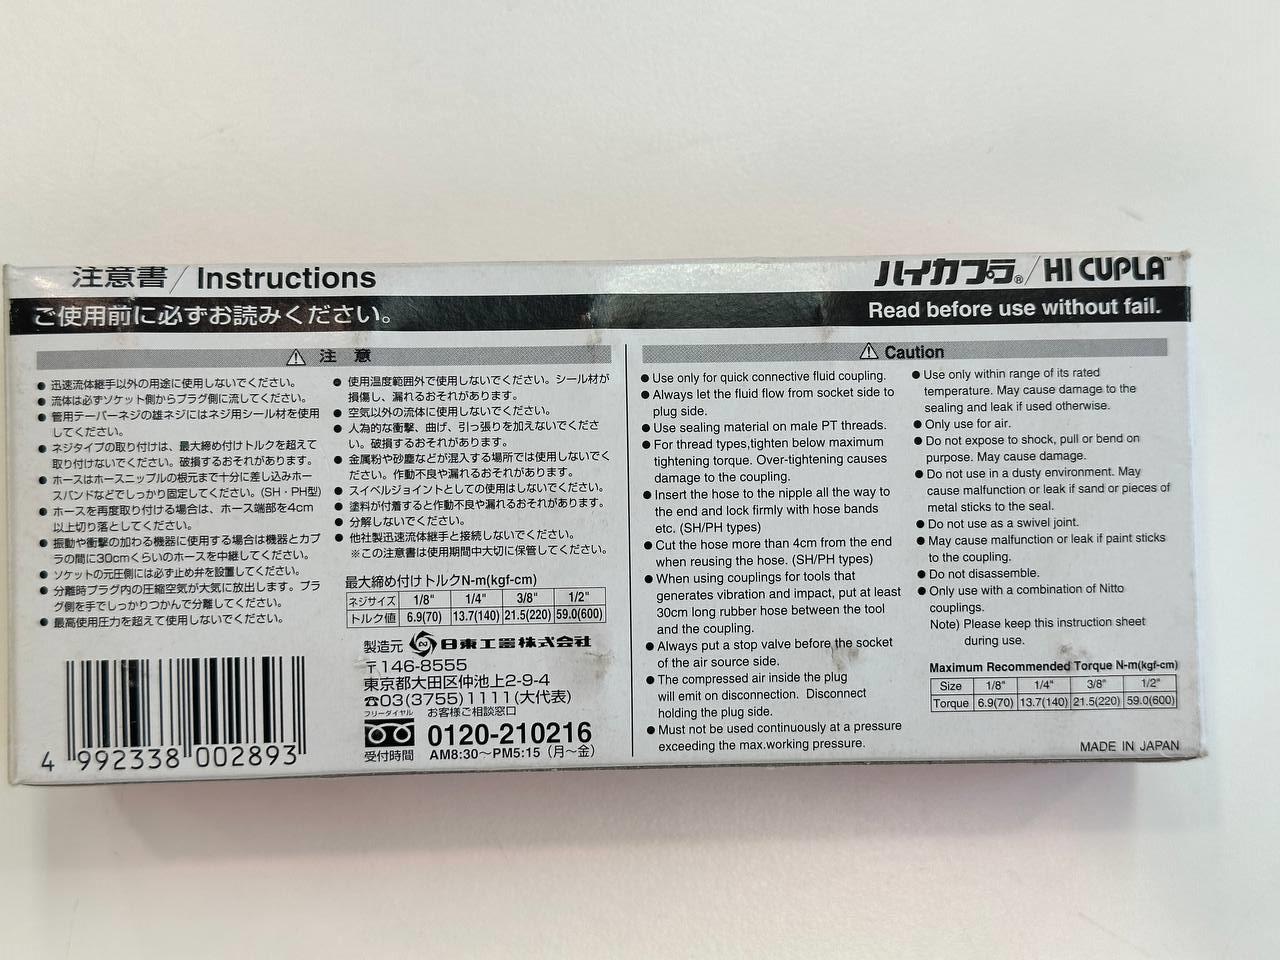 注意書/Instructions
ハイカプラ®/HI CUPLA™
ご使用前に必ずお読みください。
Read before use without fail.
⚠ 注 意
● 迅速流体継手以外の用途に使用しないでください。
● 流体は必ずソケット側からプラグ側に流してください。
● 管用テーパーネジの雄ネジにはネジ用シール材を使用
してください。
● ネジタイプの取り付けは、最大締め付けトルクを超えて
取り付けないでください。破損するおそれがあります。
● ホースはホースニップルの根元まで十分に差し込みホー
スバンドなどでしっかり固定してください。(SH・PH型)
● ホースを再度取り付ける場合は、ホース端部を4cm
以上切り落としてください。
● 振動や衝撃の加わる機器に使用する場合は機器とカプ
ラの間に30cmくらいのホースを中継してください。
● ソケットの元圧側には必ず止め弁を設置してください。
● 分離時プラグ内の圧縮空気が大気に放出します。プラ
グ側を手でしっかりつかんで分離してください。
● 最高使用圧力を超えて使用しないでください。
● 使用温度範囲外で使用しないでください。シール材が
損傷し、漏れるおそれがあります。
● 空気以外の流体に使用しないでください。
● 人為的な衝撃、曲げ、引っ張りを加えないでくださ
い。破損するおそれがあります。
● 金属粉や砂塵などが混入する場所では使用しないでく
ださい。作動不良や漏れるおそれがあります。
● スイベルジョイントとしての使用はしないでください。
● 塗料が付着すると作動不良や漏れるおそれがあります。
● 分解しないでください。
● 他社製迅速流体継手と接続しないでください。
※この注意書は使用期間中大切に保管してください。
最大締め付けトルクN-m(kgf-cm)
ネジサイズ 1/8" 1/4" 3/8" 1/2"
トルク値 6.9(70) 13.7(140) 21.5(220) 59.0(600)
製造元 日東工器株式会社
〒146-8555
東京都大田区仲池上2-9-4
☎03(3755)1111(大代表)
フリーダイヤル お客様ご相談窓口
0120-210216
受付時間 AM8:30～PM5:15 (月～金)
4 992338 002893
⚠ Caution
● Use only for quick connective fluid coupling.
● Always let the fluid flow from socket side to
plug side.
● Use sealing material on male PT threads.
● For thread types,tighten below maximum
tightening torque. Over-tightening causes
damage to the coupling.
● Insert the hose to the nipple all the way to
the end and lock firmly with hose bands
etc. (SH/PH types)
● Cut the hose more than 4cm from the end
when reusing the hose. (SH/PH types)
● When using couplings for tools that
generates vibration and impact, put at least
30cm long rubber hose between the tool
and the coupling.
● Always put a stop valve before the socket
of the air source side.
● The compressed air inside the plug
will emit on disconnection. Disconnect
holding the plug side.
● Must not be used continuously at a pressure
exceeding the max.working pressure.
● Use only within range of its rated
temperature. May cause damage to the
sealing and leak if used otherwise.
● Only use for air.
● Do not expose to shock, pull or bend on
purpose. May cause damage.
● Do not use in a dusty environment. May
cause malfunction or leak if sand or pieces of
metal sticks to the seal.
● Do not use as a swivel joint.
● May cause malfunction or leak if paint sticks
to the coupling.
● Do not disassemble.
● Only use with a combination of Nitto
couplings.
Note) Please keep this instruction sheet
during use.
Maximum Recommended Torque N-m(kgf-cm)
Size 1/8" 1/4" 3/8" 1/2"
Torque 6.9(70) 13.7(140) 21.5(220) 59.0(600)
MADE IN JAPAN